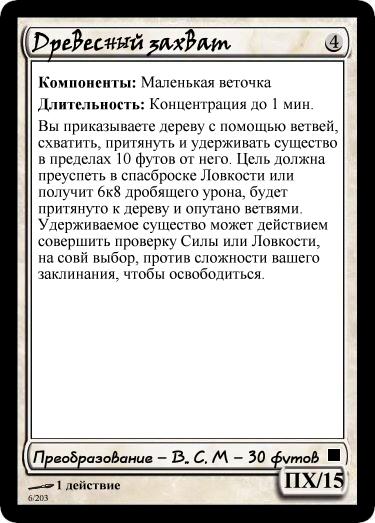 Древесный захват 4
Компоненты: Маленькая веточка
Длительность: Концентрация до 1 мин.
Вы приказываете дереву с помощью ветвей,
схватить, притянуть и удерживать существо
в пределах 10 футов от него. Цель должна
преуспеть в спасброске Ловкости или
получит 6к8 дробящего урона, будет
притянуто к дереву и опутано ветвями.
Удерживаемое существо может действием
совершить проверку Силы или Ловкости,
на совй выбор, против сложности вашего
заклинания, чтобы освободиться.
Преобразование – В, С, М – 30 футов
ПХ/15
1 действие
6/203